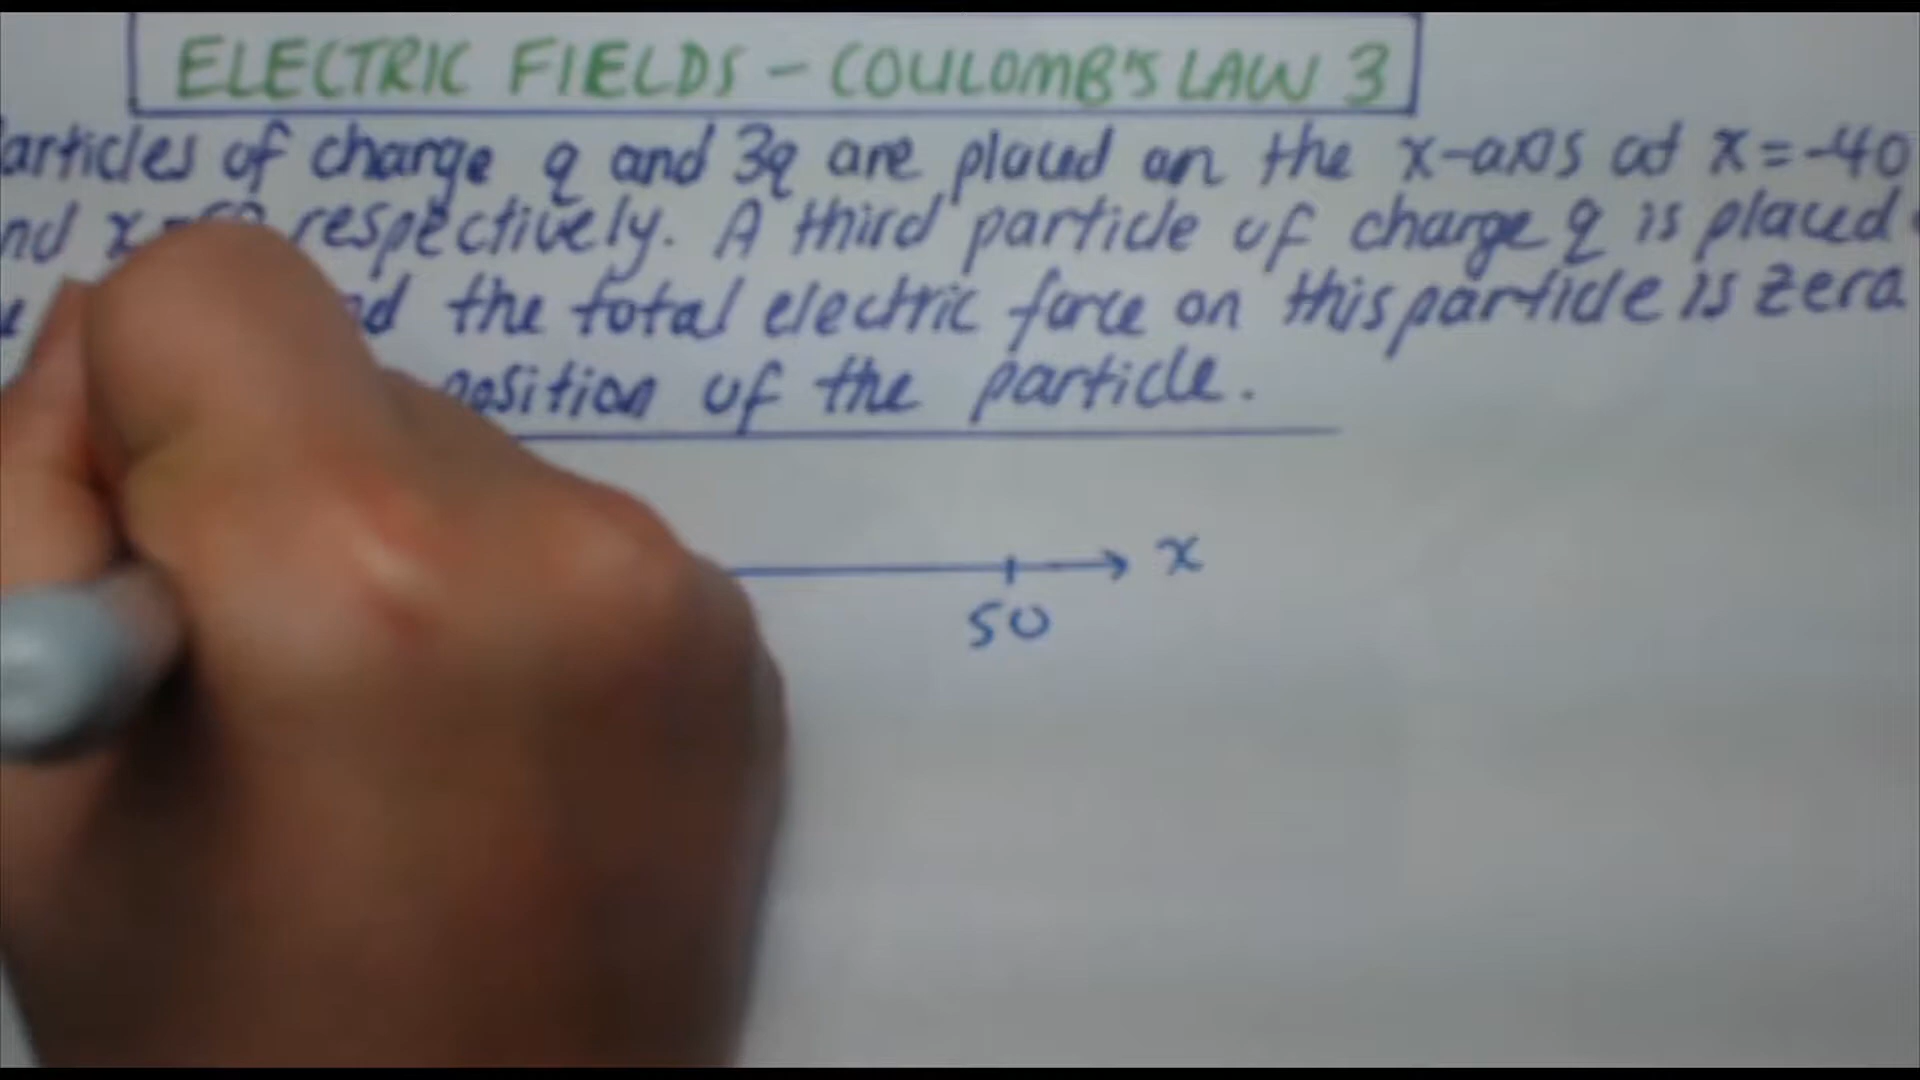 ELECTRIC FIELDS - COULOMB'S LAW 3
articles of charge q and 3q are placed on the x-axis at x=-40
nd x respectively. A third particle of charge q is placed
the total electric force on this particle is zero
position of the particle.
x
50